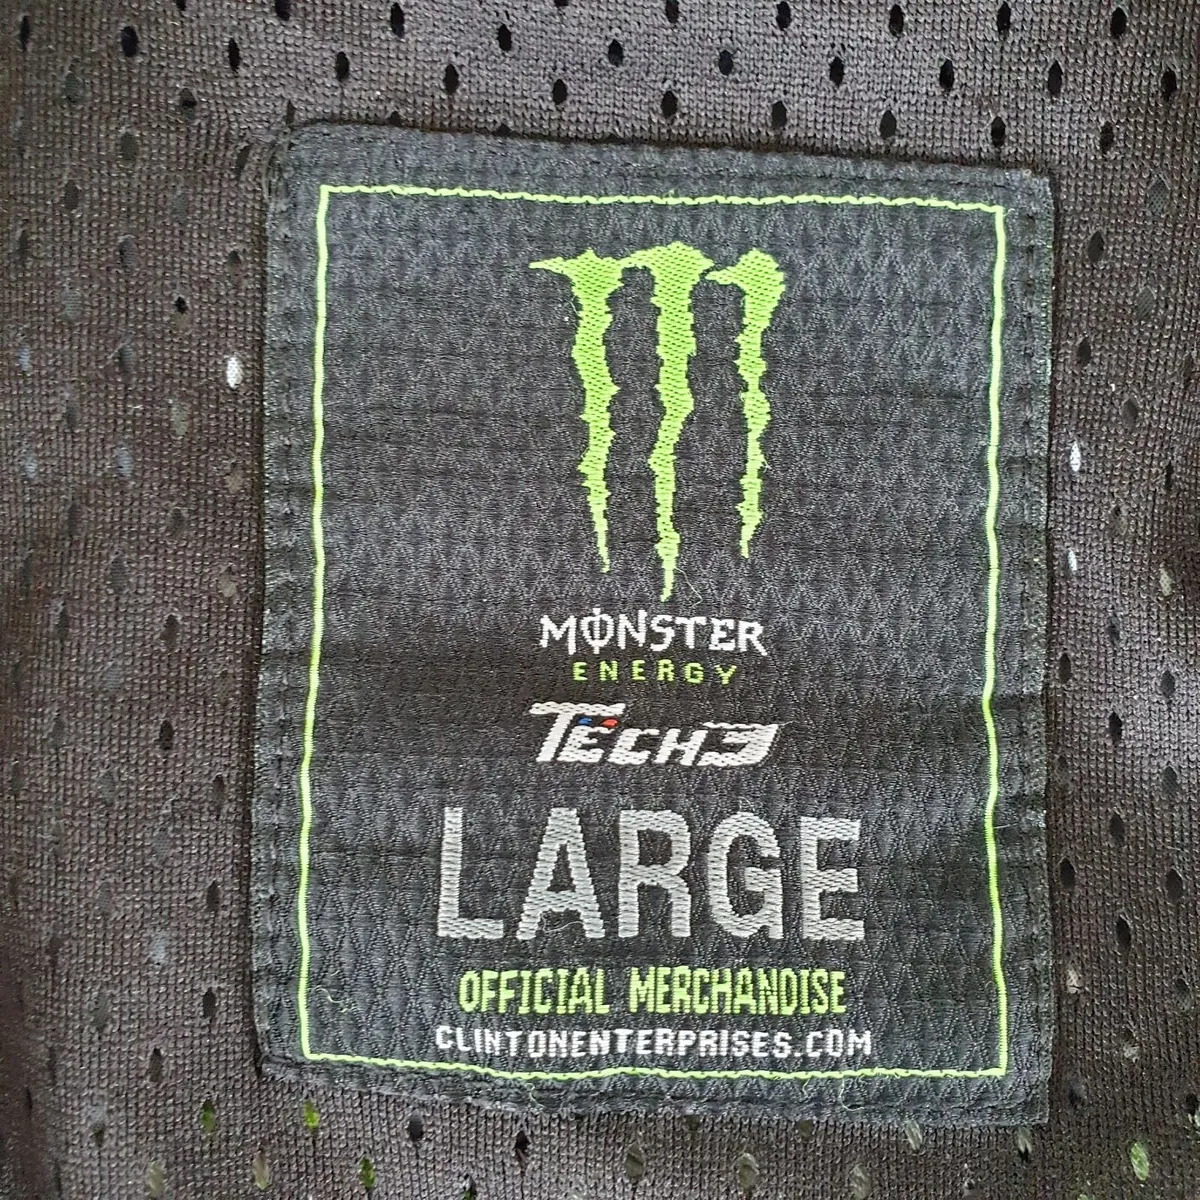 MONSTER
ENERGY
TECH3
LARGE
OFFICIAL MERCHANDISE
CLINTONENTERPRISES.COM